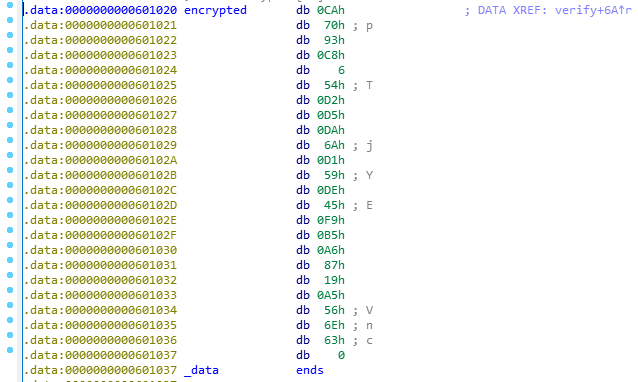 .data:0000000000601020 encrypted db 0CAh ; DATA XREF: verify+6A↑r
.data:0000000000601021 db 70h ; p
.data:0000000000601022 db 93h
.data:0000000000601023 db 0C8h
.data:0000000000601024 db 6
.data:0000000000601025 db 54h ; T
.data:0000000000601026 db 0D2h
.data:0000000000601027 db 0D5h
.data:0000000000601028 db 0DAh
.data:0000000000601029 db 6Ah ; j
.data:000000000060102A db 0D1h
.data:000000000060102B db 59h ; Y
.data:000000000060102C db 0DEh
.data:000000000060102D db 45h ; E
.data:000000000060102E db 0F9h
.data:000000000060102F db 0B5h
.data:0000000000601030 db 0A6h
.data:0000000000601031 db 87h
.data:0000000000601032 db 19h
.data:0000000000601033 db 0A5h
.data:0000000000601034 db 56h ; V
.data:0000000000601035 db 6Eh ; n
.data:0000000000601036 db 63h ; c
.data:0000000000601037 db 0
.data:0000000000601037 _data ends